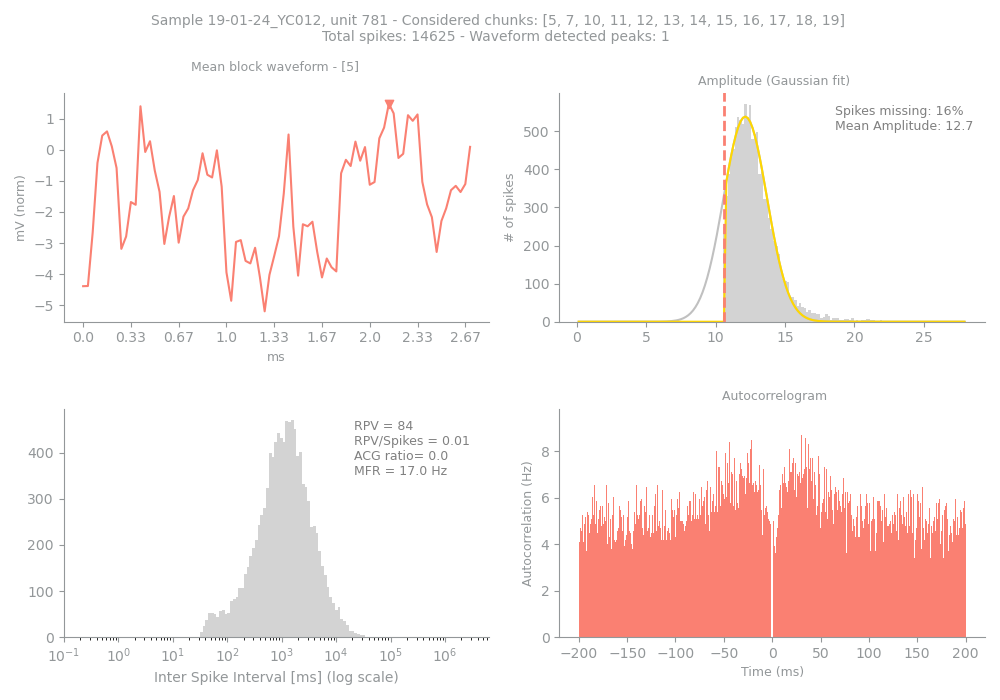 Sample 19-01-24_YC012, unit 781 - Considered chunks: [5, 7, 10, 11, 12, 13, 14, 15, 16, 17, 18, 19]
Total spikes: 14625 - Waveform detected peaks: 1
Mean block waveform - [5]
mV (norm)
1
0
−1
−2
−3
−4
−5
0.0 0.33 0.67 1.0 1.33 1.67 2.0 2.33 2.67
ms
Amplitude (Gaussian fit)
Spikes missing: 16%
Mean Amplitude: 12.7
# of spikes
500
400
300
200
100
0
0 5 10 15 20 25
RPV = 84
RPV/Spikes = 0.01
ACG ratio= 0.0
MFR = 17.0 Hz
400
300
200
100
0
10⁻¹ 10⁰ 10¹ 10² 10³ 10⁴ 10⁵ 10⁶
Inter Spike Interval [ms] (log scale)
Autocorrelogram
Autocorrelation (Hz)
8
6
4
2
0
−200 −150 −100 −50 0 50 100 150 200
Time (ms)